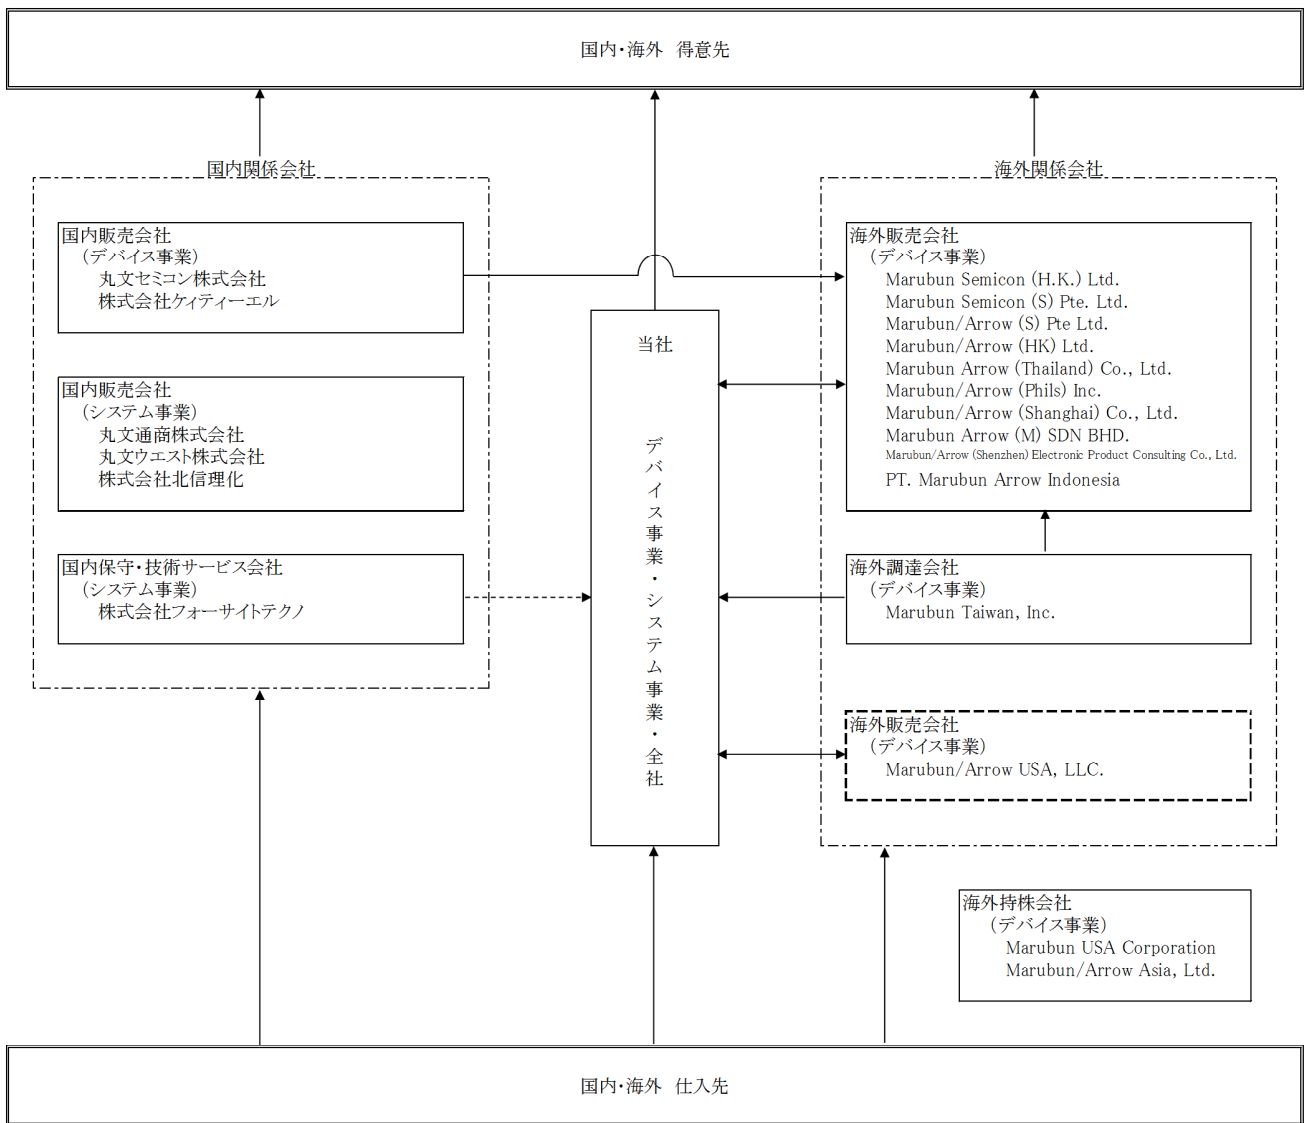 国内・海外 得意先
国内関係会社
国内販売会社
(デバイス事業)
丸文セミコン株式会社
株式会社ケィティーエル
国内販売会社
(システム事業)
丸文通商株式会社
丸文ウエスト株式会社
株式会社北信理化
国内保守・技術サービス会社
(システム事業)
株式会社フォーサイトテクノ
当社
デバイス事業・システム事業・全社
海外関係会社
海外販売会社
(デバイス事業)
Marubun Semicon (H.K.) Ltd.
Marubun Semicon (S) Pte. Ltd.
Marubun/Arrow (S) Pte Ltd.
Marubun/Arrow (HK) Ltd.
Marubun Arrow (Thailand) Co., Ltd.
Marubun/Arrow (Phils) Inc.
Marubun/Arrow (Shanghai) Co., Ltd.
Marubun Arrow (M) SDN BHD.
Marubun/Arrow (Shenzhen) Electronic Product Consulting Co., Ltd.
PT. Marubun Arrow Indonesia
海外調達会社
(デバイス事業)
Marubun Taiwan, Inc.
海外販売会社
(デバイス事業)
Marubun/Arrow USA, LLC.
海外持株会社
(デバイス事業)
Marubun USA Corporation
Marubun/Arrow Asia, Ltd.
国内・海外 仕入先